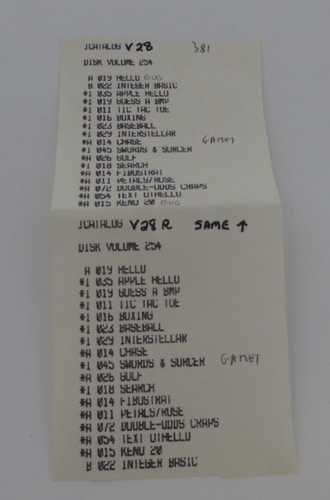 ]CATALOG V28 381
DISK VOLUME 254
A 019 HELLO
B 022 INTEGER BASIC
*I 035 APPLE HELLO
*I 019 GUESS A BMP
*I 011 TIC TAC TOE
*I 016 BOXING
*I 023 BASEBALL
*I 029 INTERSTELLAR
*A 014 CHASE GAMES
*I 045 SWORDS & SORCER
*A 026 GOLF
*I 018 SEARCH
*A 014 FIBOSTRAT
*A 011 PETALS/ROSE
*A 072 DOUBLE-ODDS CRAPS
*A 054 TEXT OTHELLO
*A 015 KENO 20
]CATALOG V28 R SAME ↑
DISK VOLUME 254
A 019 HELLO
*I 035 APPLE HELLO
*I 019 GUESS A BMP
*I 011 TIC TAC TOE
*I 016 BOXING
*I 023 BASEBALL
*I 029 INTERSTELLAR
*A 014 CHASE
*I 045 SWORDS & SORCER GAMES
*A 026 GOLF
*I 018 SEARCH
*A 014 FIBOSTRAT
*A 011 PETALS/ROSE
*A 072 DOUBLE-ODDS CRAPS
*A 054 TEXT OTHELLO
*A 015 KENO 20
B 022 INTEGER BASIC